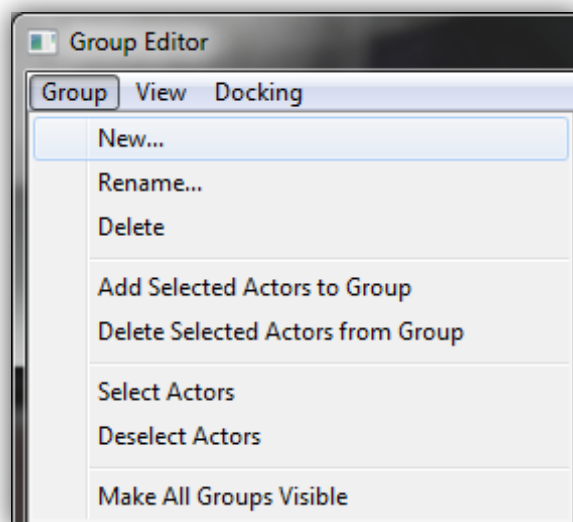 Group Editor
Group View Docking
New...
Rename...
Delete
Add Selected Actors to Group
Delete Selected Actors from Group
Select Actors
Deselect Actors
Make All Groups Visible